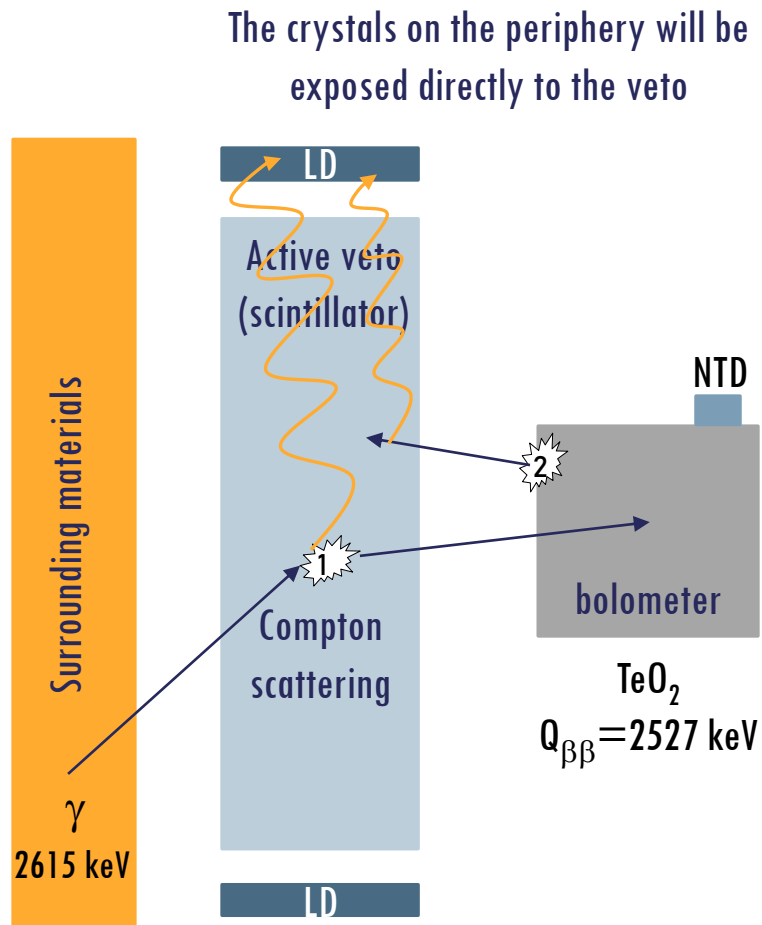 The crystals on the periphery will be
exposed directly to the veto
LD
Active veto
(scintillator)
NTD
Surrounding materials
2
1
bolometer
Compton
scattering
TeO₂
Q_ββ=2527 keV
γ
2615 keV
LD